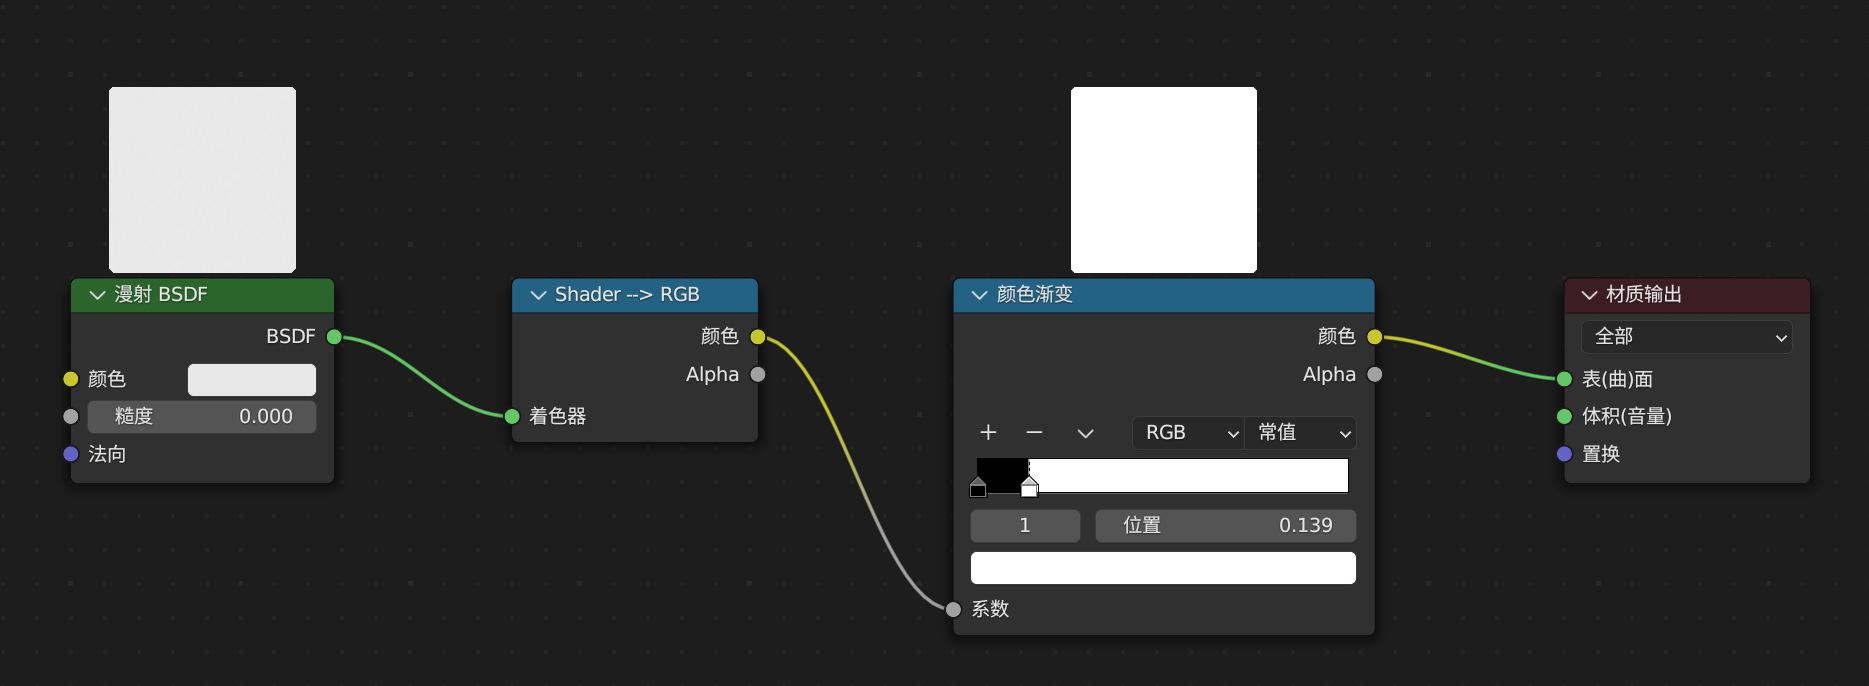 漫射 BSDF
BSDF
颜色
糙度 0.000
法向
Shader --> RGB
颜色
Alpha
着色器
颜色渐变
颜色
Alpha
RGB 常值
1 位置 0.139
系数
材质输出
全部
表(曲)面
体积(音量)
置换